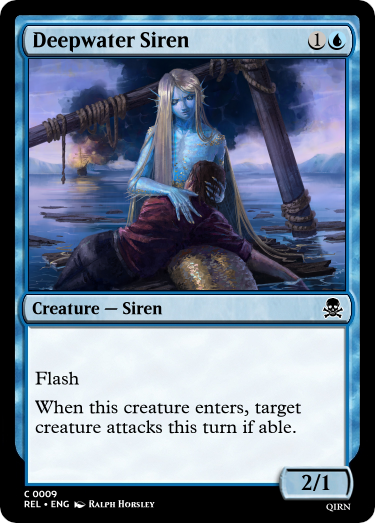 Deepwater Siren 1
Creature — Siren
Flash
When this creature enters, target
creature attacks this turn if able.
2/1
C 0009
REL • ENG Ralph Horsley
QIRN